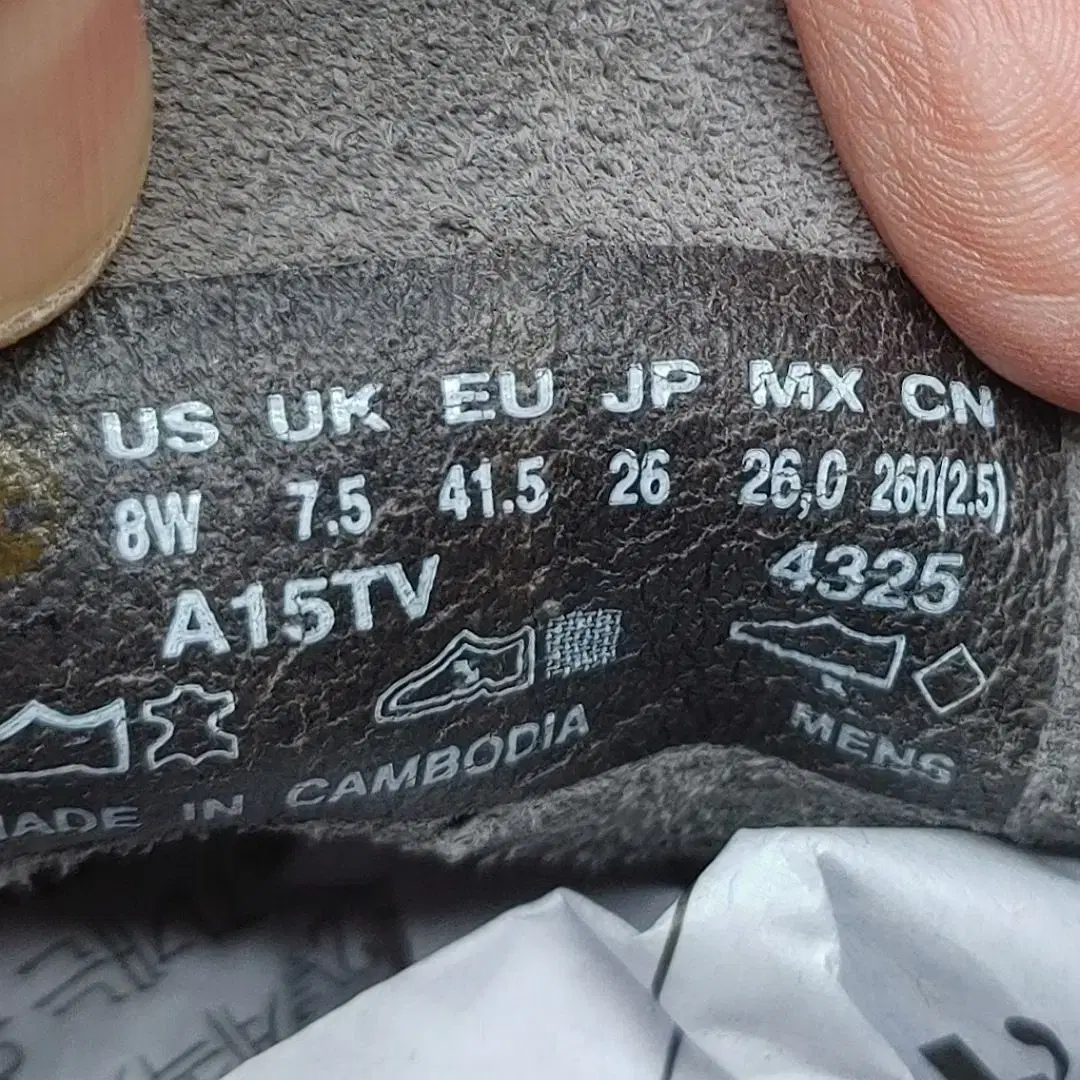 US UK EU JP MX CN
8W 7.5 41.5 26 26,0 260(2.5)
A15TV 4325
MENS
MADE IN CAMBODIA